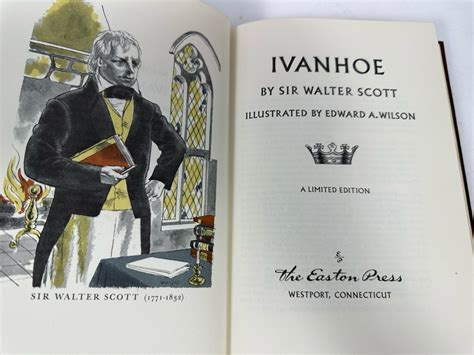 SIR WALTER SCOTT (1771-1832)
IVANHOE
BY SIR WALTER SCOTT
ILLUSTRATED BY EDWARD A. WILSON
A LIMITED EDITION
The Easton Press
WESTPORT, CONNECTICUT